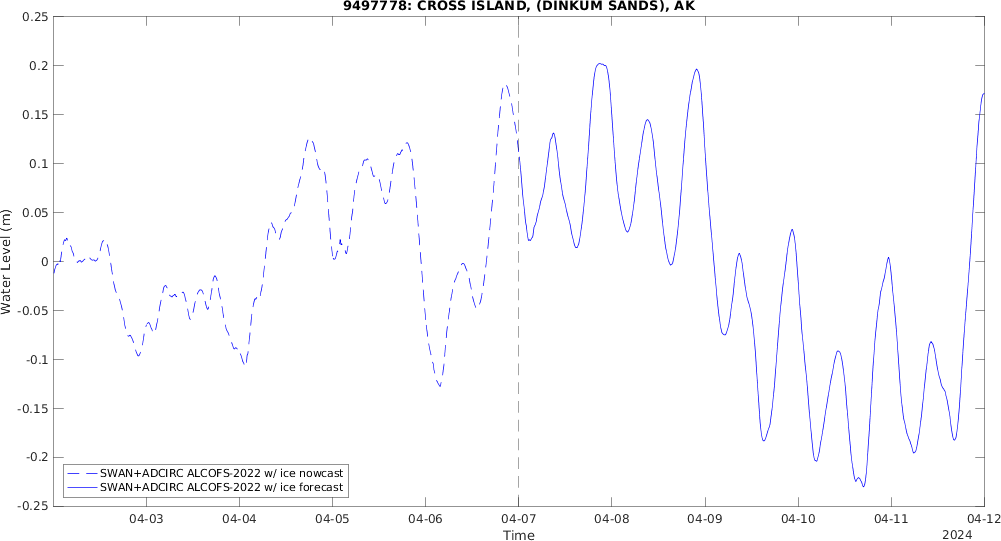 9497778: CROSS ISLAND, (DINKUM SANDS), AK
0.25
0.2
0.15
0.1
0.05
0
-0.05
-0.1
-0.15
-0.2
-0.25
Water Level (m)
SWAN+ADCIRC ALCOFS-2022 w/ ice nowcast
SWAN+ADCIRC ALCOFS-2022 w/ ice forecast
04-03 04-04 04-05 04-06 04-07 04-08 04-09 04-10 04-11 04-12
Time
2024